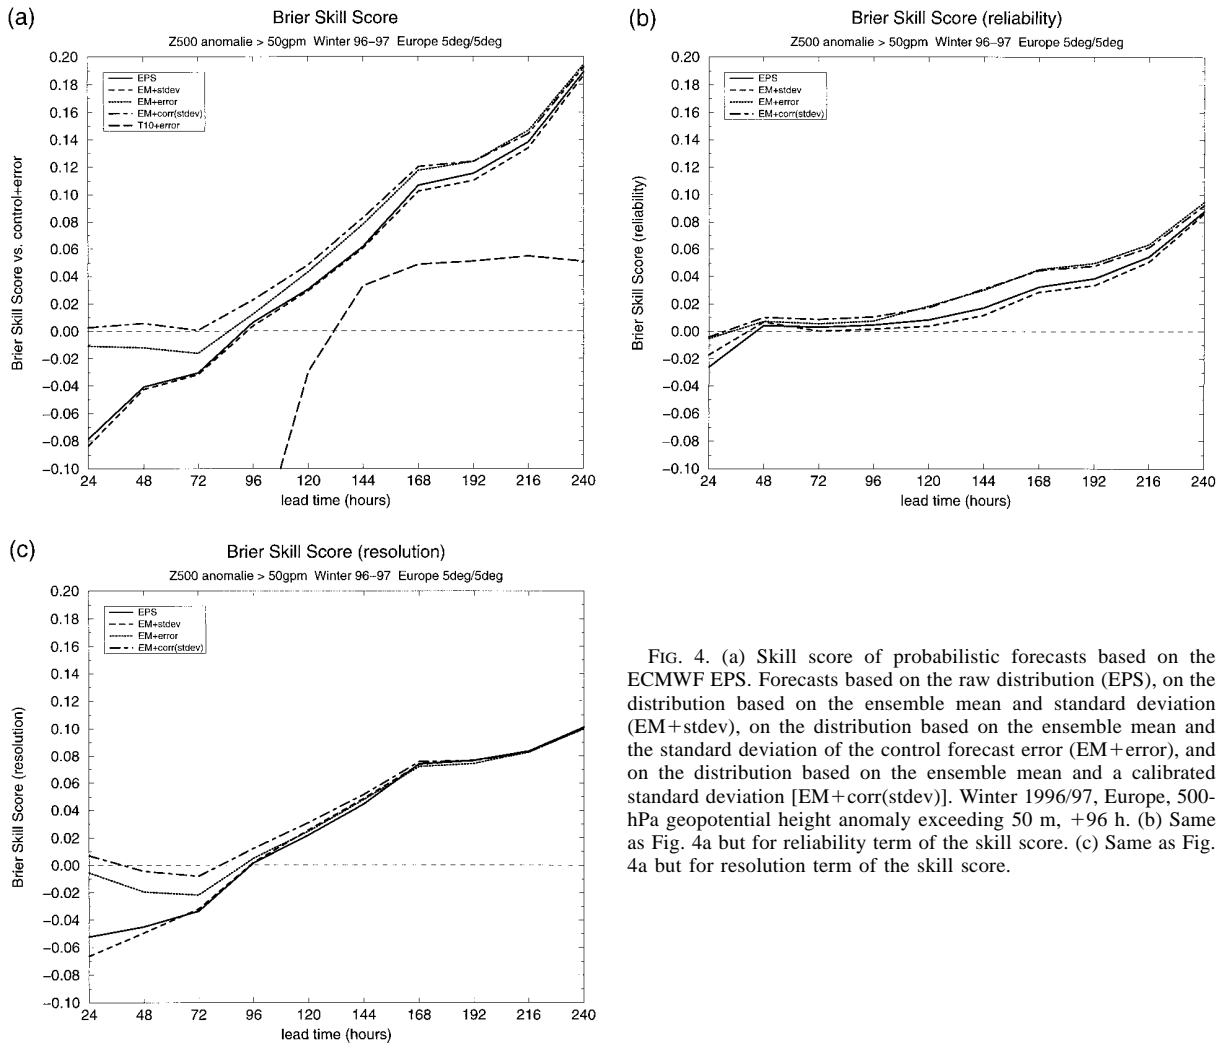 (a)
Brier Skill Score
Z500 anomalie > 50gpm Winter 96–97 Europe 5deg/5deg
Brier Skill Score vs. control+error
0.20
0.18
0.16
0.14
0.12
0.10
0.08
0.06
0.04
0.02
0.00
−0.02
−0.04
−0.06
−0.08
−0.10
EPS
EM+stdev
EM+error
EM+corr(stdev)
T10+error
24 48 72 96 120 144 168 192 216 240
lead time (hours)
(b)
Brier Skill Score (reliability)
Z500 anomalie > 50gpm Winter 96–97 Europe 5deg/5deg
Brier Skill Score (reliability)
0.20
0.18
0.16
0.14
0.12
0.10
0.08
0.06
0.04
0.02
0.00
−0.02
−0.04
−0.06
−0.08
−0.10
EPS
EM+stdev
EM+error
EM+corr(stdev)
24 48 72 96 120 144 168 192 216 240
lead time (hours)
(c)
Brier Skill Score (resolution)
Z500 anomalie > 50gpm Winter 96–97 Europe 5deg/5deg
Brier Skill Score (resolution)
0.20
0.18
0.16
0.14
0.12
0.10
0.08
0.06
0.04
0.02
0.00
−0.02
−0.04
−0.06
−0.08
−0.10
EPS
EM+stdev
EM+error
EM+corr(stdev)
24 48 72 96 120 144 168 192 216 240
lead time (hours)
FIG. 4. (a) Skill score of probabilistic forecasts based on the
ECMWF EPS. Forecasts based on the raw distribution (EPS), on the
distribution based on the ensemble mean and standard deviation
(EM+stdev), on the distribution based on the ensemble mean and
the standard deviation of the control forecast error (EM+error), and
on the distribution based on the ensemble mean and a calibrated
standard deviation [EM+corr(stdev)]. Winter 1996/97, Europe, 500-
hPa geopotential height anomaly exceeding 50 m, +96 h. (b) Same
as Fig. 4a but for reliability term of the skill score. (c) Same as Fig.
4a but for resolution term of the skill score.